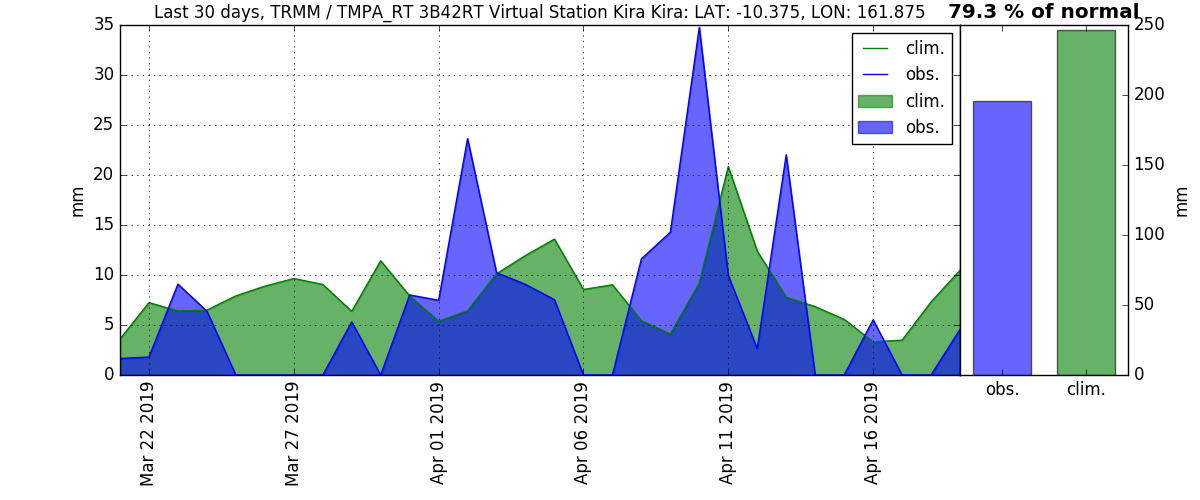 Last 30 days, TRMM / TMPA_RT 3B42RT Virtual Station Kira Kira: LAT: -10.375, LON: 161.875
79.3 % of normal
35
30
25
20
15
10
5
0
mm
clim.
obs.
clim.
obs.
Mar 22 2019
Mar 27 2019
Apr 01 2019
Apr 06 2019
Apr 11 2019
Apr 16 2019
250
200
150
100
50
0
mm
obs.
clim.